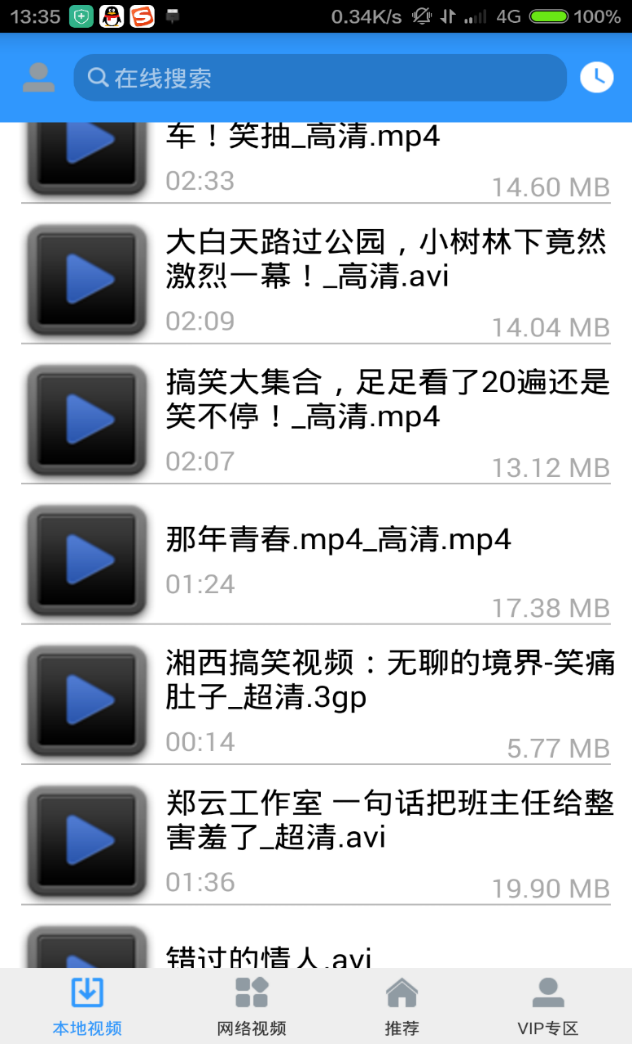 13:35 0.34K/s 4G 100%
在线搜索
车！笑抽_高清.mp4
02:33 14.60 MB
大白天路过公园，小树林下竟然
激烈一幕！_高清.avi
02:09 14.04 MB
搞笑大集合，足足看了20遍还是
笑不停！_高清.mp4
02:07 13.12 MB
那年青春.mp4_高清.mp4
01:24 17.38 MB
湘西搞笑视频：无聊的境界-笑痛
肚子_超清.3gp
00:14 5.77 MB
郑云工作室 一句话把班主任给整
害羞了_超清.avi
01:36 19.90 MB
错过的情人.avi
本地视频 网络视频 推荐 VIP专区